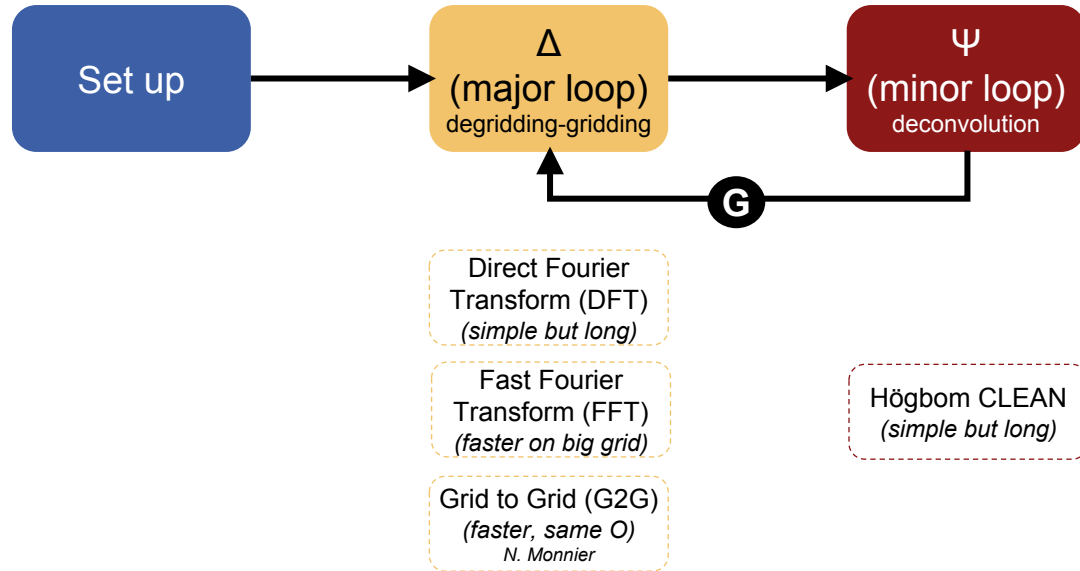 Set up
Δ
(major loop)
degridding-gridding
Ψ
(minor loop)
deconvolution
G
Direct Fourier
Transform (DFT)
(simple but long)
Fast Fourier
Transform (FFT)
(faster on big grid)
Högbom CLEAN
(simple but long)
Grid to Grid (G2G)
(faster, same O)
N. Monnier